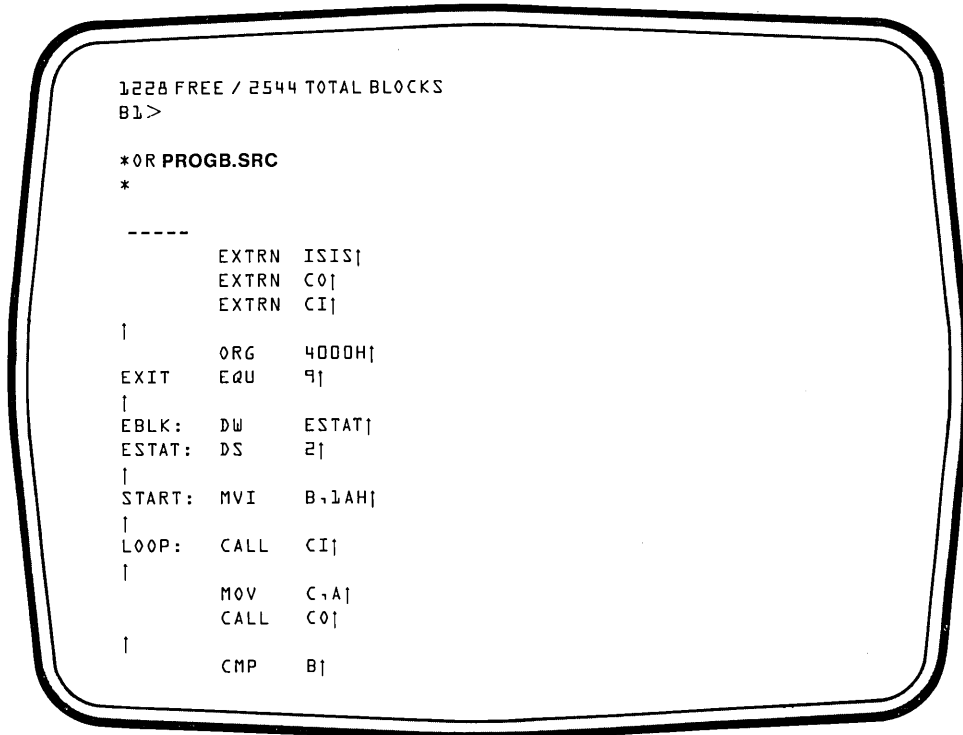 1228 FREE / 2544 TOTAL BLOCKS
B1>
*OR PROGB.SRC
*
-----
EXTRN ISIS↑
EXTRN CO↑
EXTRN CI↑
↑
ORG 4000H↑
EXIT EQU 9↑
↑
EBLK: DW ESTAT↑
ESTAT: DS 2↑
↑
START: MVI B,1AH↑
↑
LOOP: CALL CI↑
↑
MOV C,A↑
CALL CO↑
↑
CMP B↑